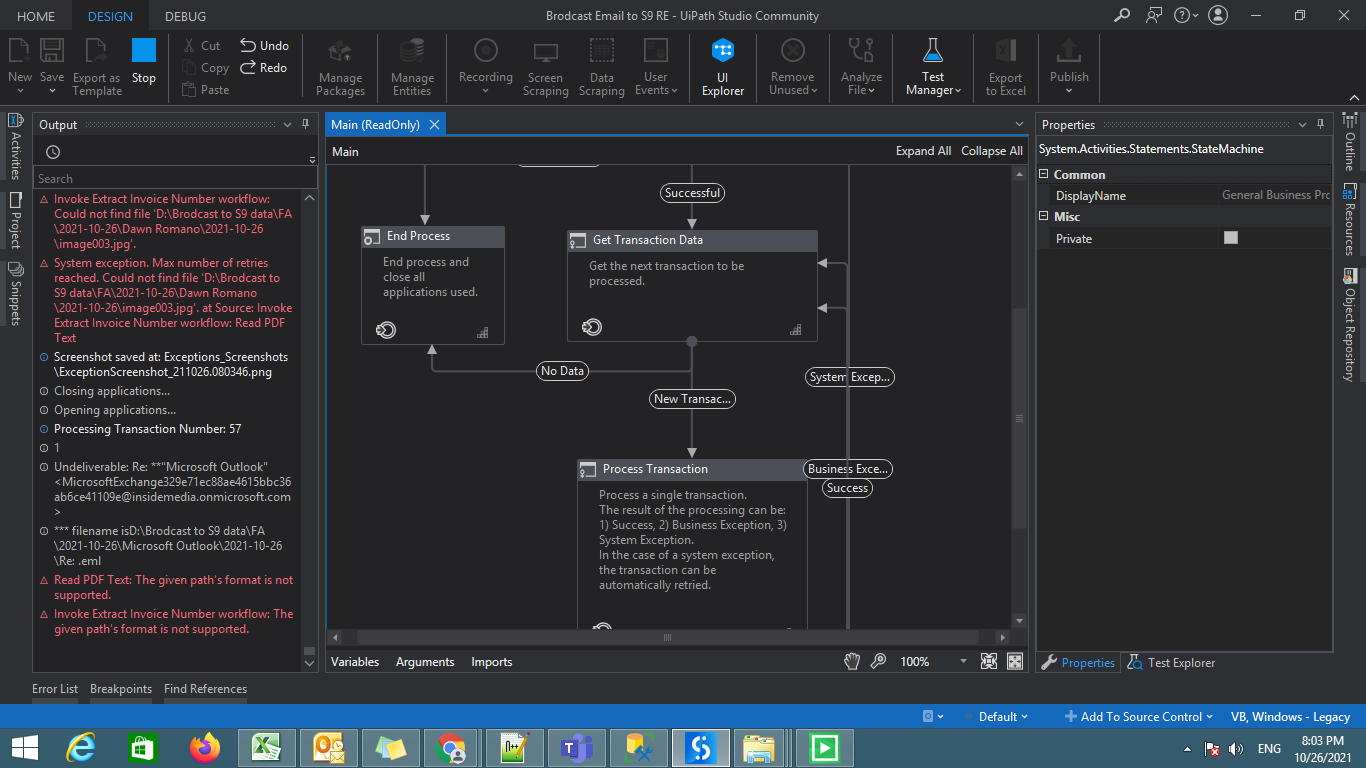 HOME DESIGN DEBUG Brodcast Email to S9 RE - UiPath Studio Community
New Save Export as Template Stop
Cut Copy Paste
Undo Redo
Manage Packages
Manage Entities
Recording
Screen Scraping
Data Scraping
User Events
UI Explorer
Remove Unused
Analyze File
Test Manager
Export to Excel
Publish
Activities
Project
Snippets
Output
Search
Invoke Extract Invoice Number workflow:
Could not find file 'D:\Brodcast to S9 data\FA
\2021-10-26\Dawn Romano\2021-10-26
\image003.jpg'.
System exception. Max number of retries
reached. Could not find file 'D:\Brodcast to
S9 data\FA\2021-10-26\Dawn Romano
\2021-10-26\image003.jpg'. at Source: Invoke
Extract Invoice Number workflow: Read PDF
Text
Screenshot saved at: Exceptions_Screenshots
\ExceptionScreenshot_211026.080346.png
Closing applications...
Opening applications...
Processing Transaction Number: 57
1
Undeliverable: Re: **"Microsoft Outlook"
<MicrosoftExchange329e71ec88ae4615bbc36
ab6ce41109e@insidemedia.onmicrosoft.com
>
*** filename isD:\Brodcast to S9 data\FA
\2021-10-26\Microsoft Outlook\2021-10-26
\Re: .eml
Read PDF Text: The given path's format is not
supported.
Invoke Extract Invoice Number workflow: The
given path's format is not supported.
Error List Breakpoints Find References
Main (ReadOnly)
Main Expand All Collapse All
Successful
End Process
End process and
close all
applications used.
Get Transaction Data
Get the next transaction to be
processed.
No Data
New Transac...
System Excep...
Business Exce...
Success
Process Transaction
Process a single transaction.
The result of the processing can be:
1) Success, 2) Business Exception, 3)
System Exception.
In the case of a system exception,
the transaction can be
automatically retried.
Variables Arguments Imports 100%
Properties
System.Activities.Statements.StateMachine
Common
DisplayName General Business Pro
Misc
Private
Properties Test Explorer
Outline
Resources
Object Repository
Default Add To Source Control VB, Windows - Legacy
ENG
8:03 PM
10/26/2021